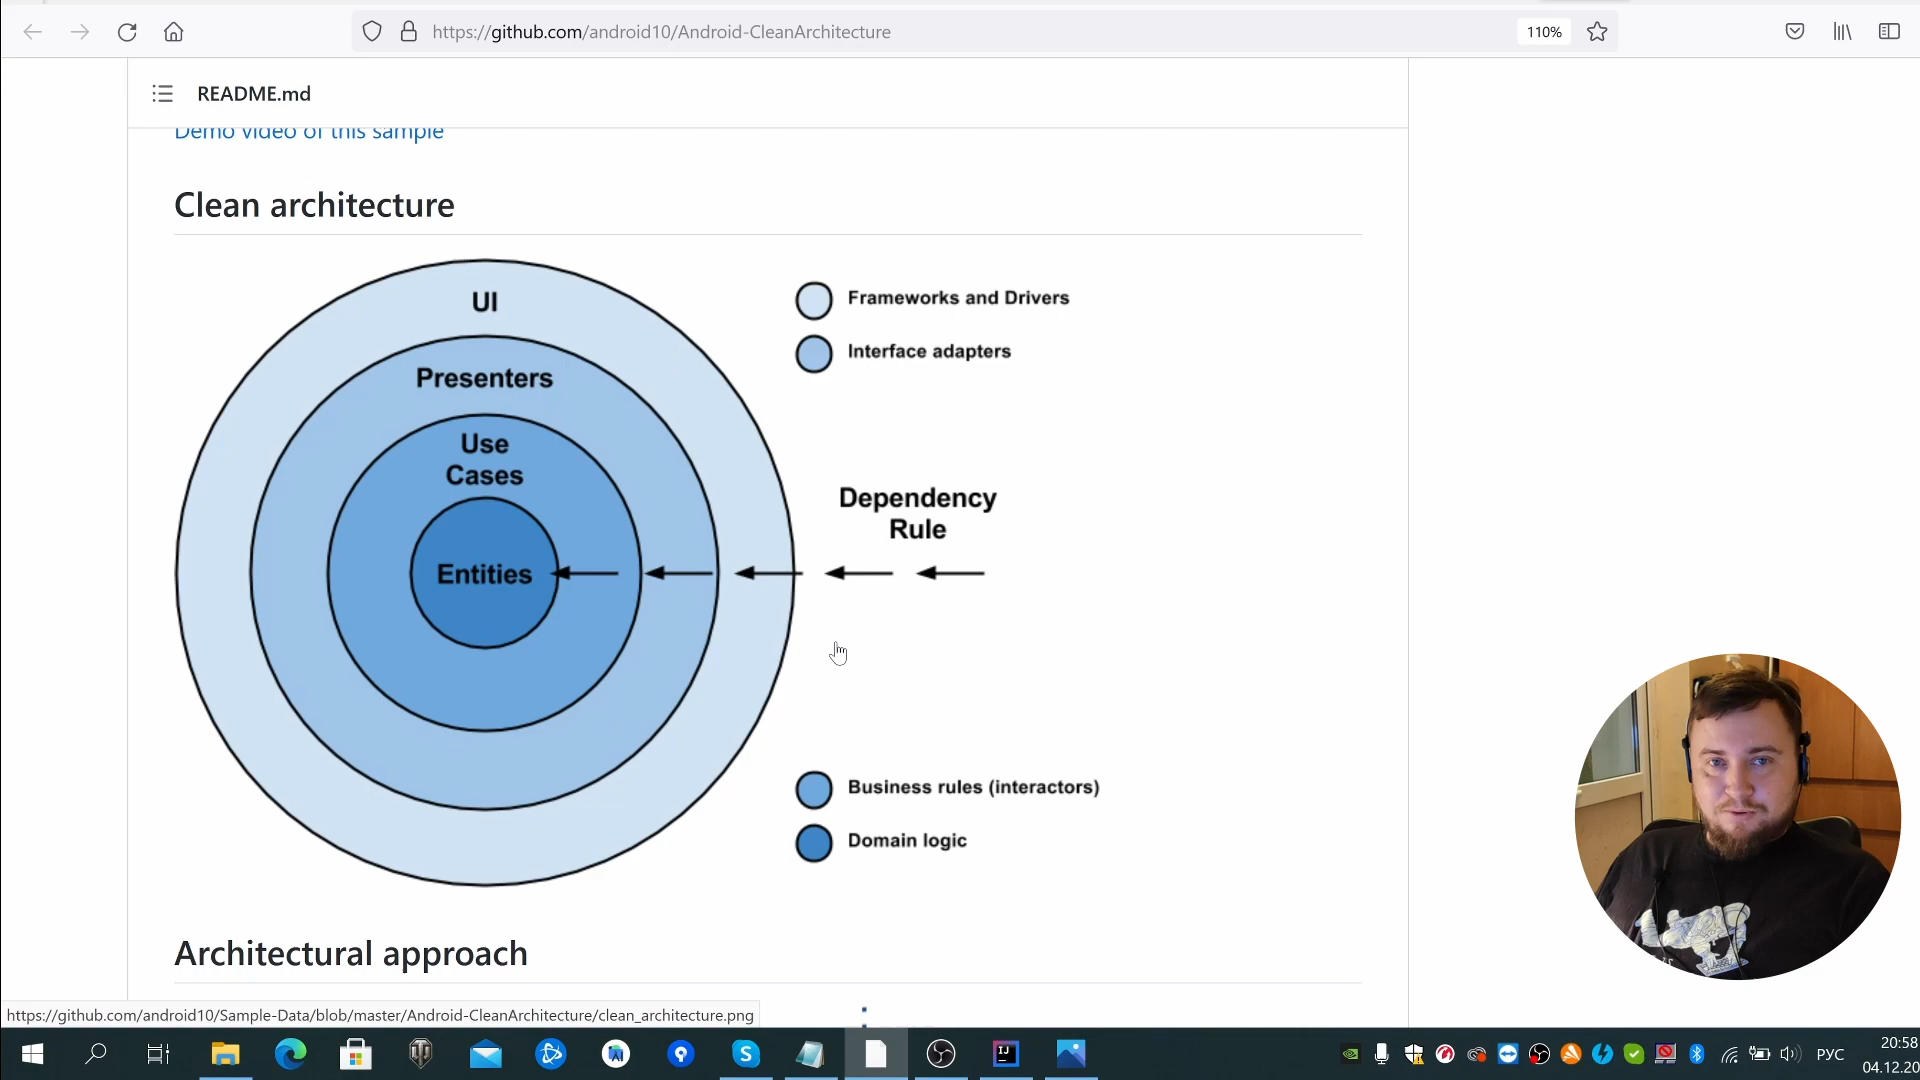 https://github.com/android10/Android-CleanArchitecture
110%
README.md
Demo video of this sample
Clean architecture
UI
Presenters
Use
Cases
Entities
Frameworks and Drivers
Interface adapters
Dependency
Rule
Business rules (interactors)
Domain logic
Architectural approach
https://github.com/android10/Sample-Data/blob/master/Android-CleanArchitecture/clean_architecture.png
РУС
20:58
04.12.20